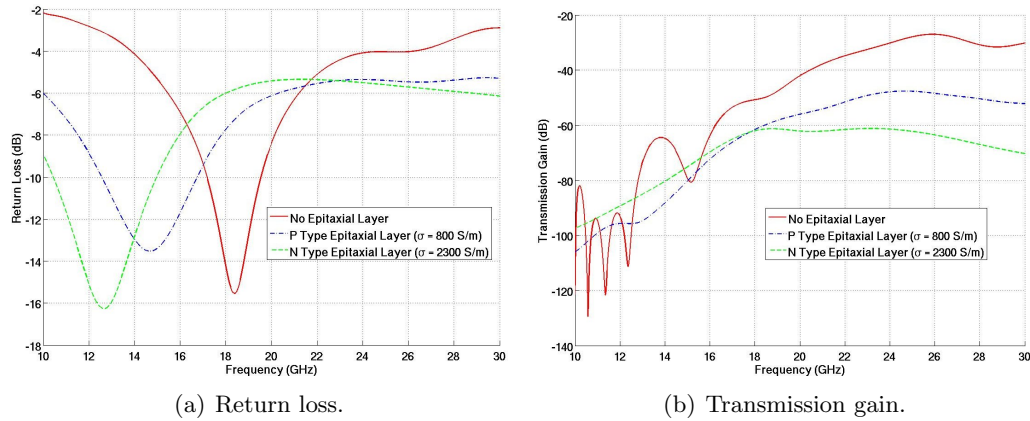 -2
-4
-6
-8
-10
-12
-14
-16
-18
10 12 14 16 18 20 22 24 26 28 30
Return Loss (dB)
Frequency (GHz)
No Epitaxial Layer
P Type Epitaxial Layer (σ = 800 S/m)
N Type Epitaxial Layer (σ = 2300 S/m)
(a) Return loss.
-20
-40
-60
-80
-100
-120
-140
10 12 14 16 18 20 22 24 26 28 30
Transmission Gain (dB)
Frequency (GHz)
No Epitaxial Layer
P Type Epitaxial Layer (σ = 800 S/m)
N Type Epitaxial Layer (σ = 2300 S/m)
(b) Transmission gain.